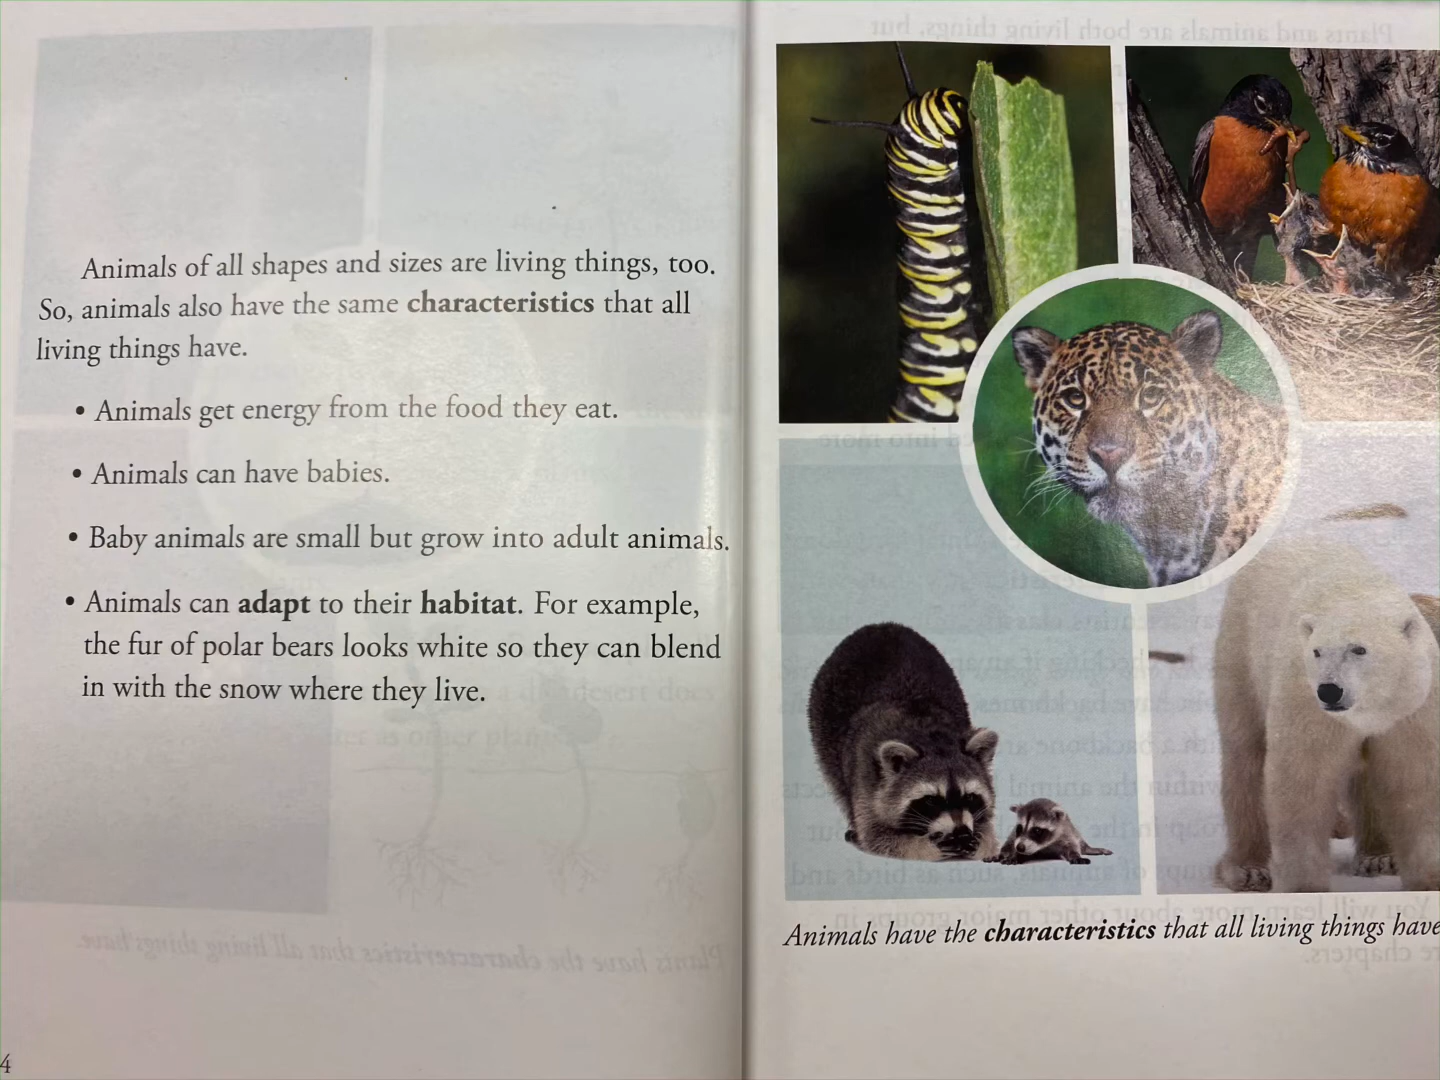 Animals of all shapes and sizes are living things, too.
So, animals also have the same characteristics that all
living things have.
• Animals get energy from the food they eat.
• Animals can have babies.
• Baby animals are small but grow into adult animals.
• Animals can adapt to their habitat. For example,
the fur of polar bears looks white so they can blend
in with the snow where they live.
4
Animals have the characteristics that all living things have